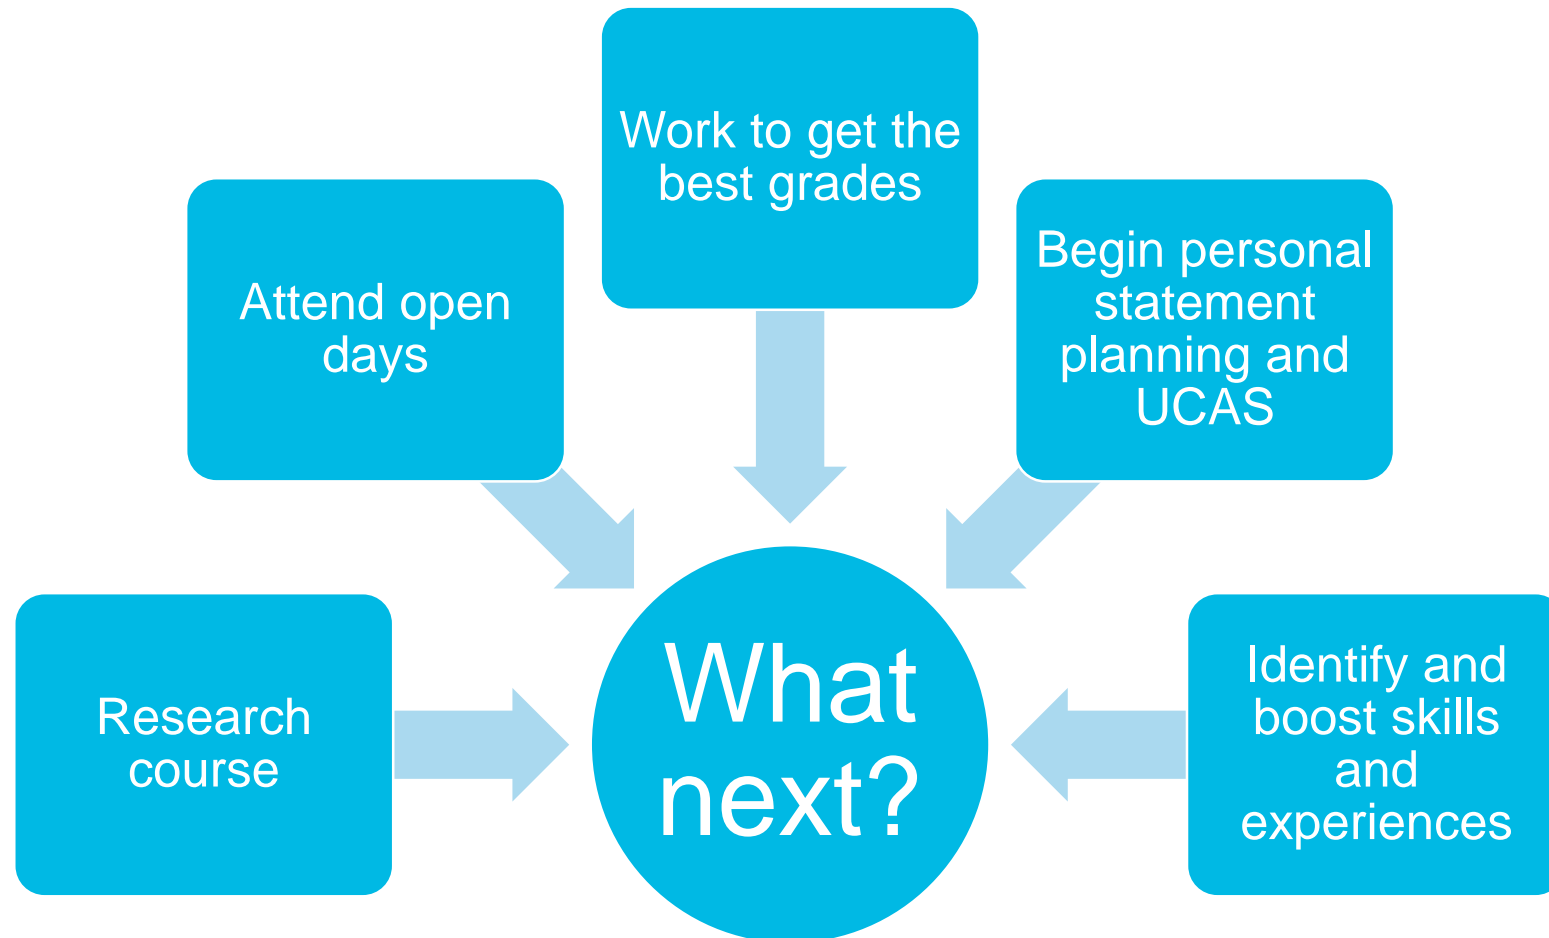 Work to get the
best grades
Attend open
days
Begin personal
statement
planning and
UCAS
Research
course
What
next?
Identify and
boost skills
and
experiences